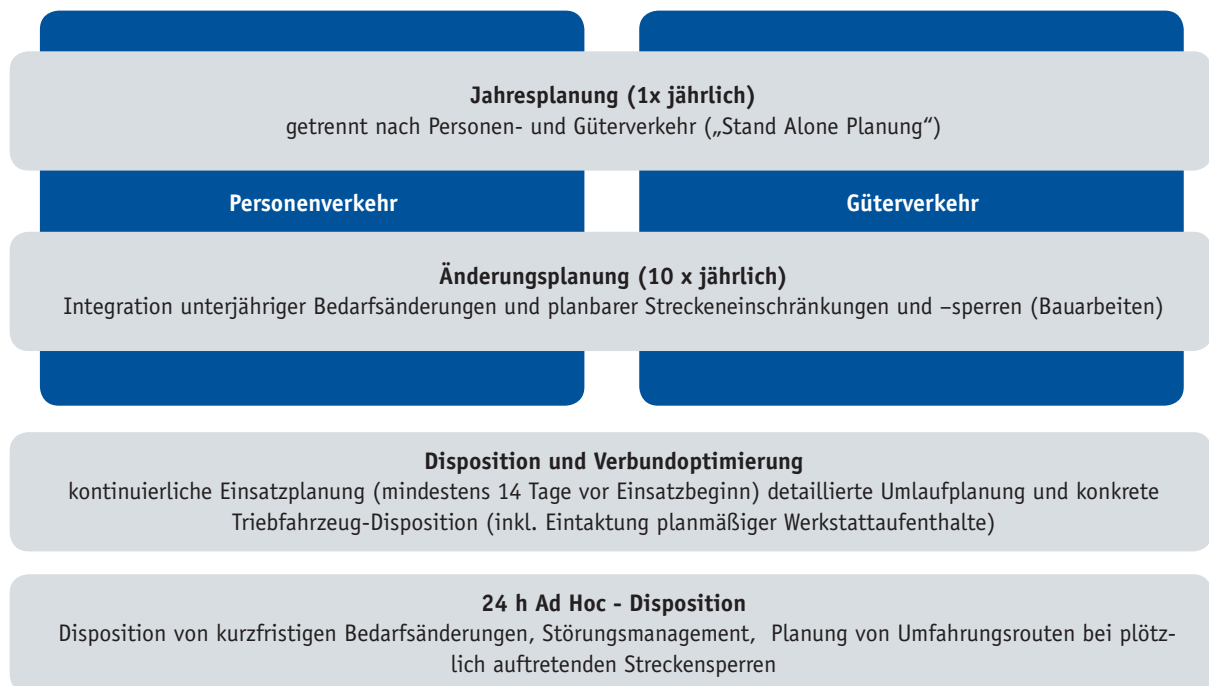 Jahresplanung (1x jährlich)
getrennt nach Personen- und Güterverkehr („Stand Alone Planung“)
Personenverkehr
Güterverkehr
Änderungsplanung (10 x jährlich)
Integration unterjähriger Bedarfsänderungen und planbarer Streckeneinschränkungen und –sperren (Bauarbeiten)
Disposition und Verbundoptimierung
kontinuierliche Einsatzplanung (mindestens 14 Tage vor Einsatzbeginn) detaillierte Umlaufplanung und konkrete
Triebfahrzeug-Disposition (inkl. Eintaktung planmäßiger Werkstattaufenthalte)
24 h Ad Hoc - Disposition
Disposition von kurzfristigen Bedarfsänderungen, Störungsmanagement,  Planung von Umfahrungsrouten bei plötz-
lich auftretenden Streckensperren